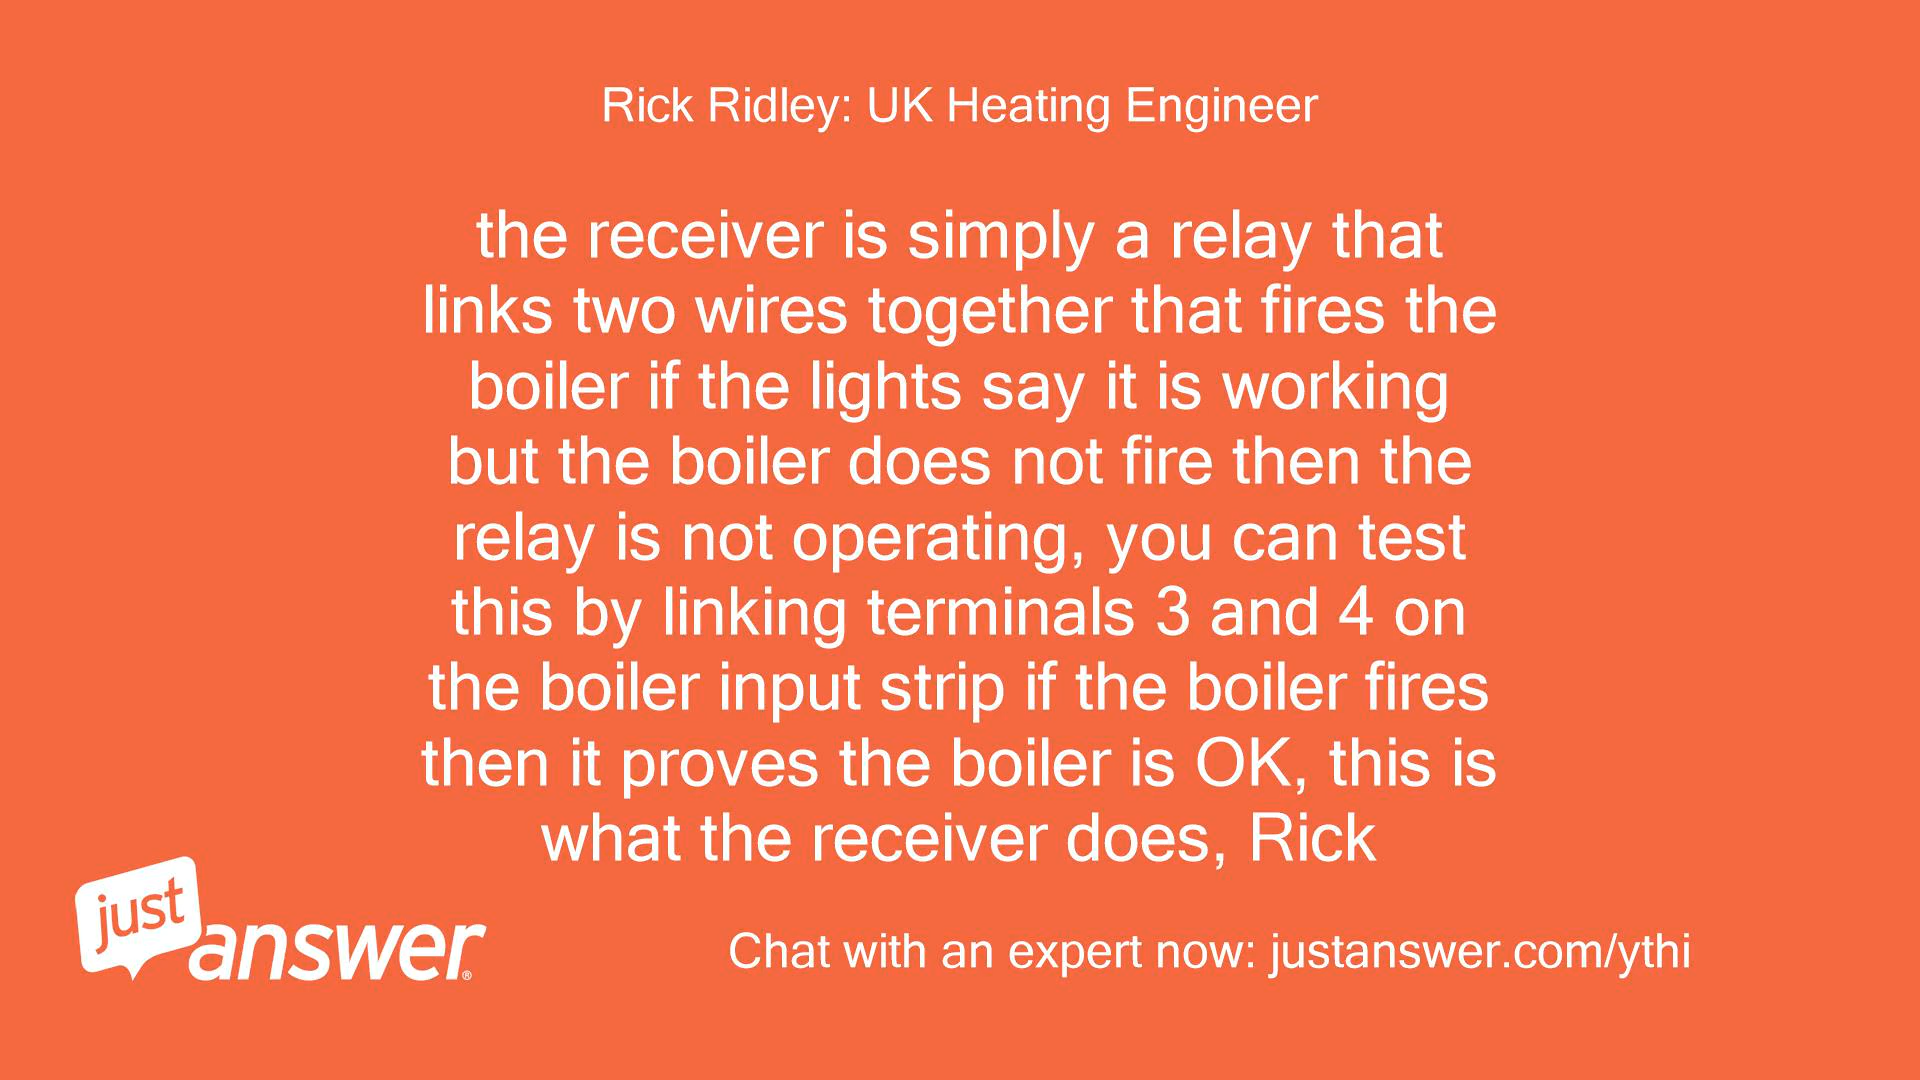 Rick Ridley: UK Heating Engineer
the receiver is simply a relay that
links two wires together that fires the
boiler if the lights say it is working
but the boiler does not fire then the
relay is not operating, you can test
this by linking terminals 3 and 4 on
the boiler input strip if the boiler fires
then it proves the boiler is OK, this is
what the receiver does, Rick
just
answer®
Chat with an expert now: justanswer.com/ythi